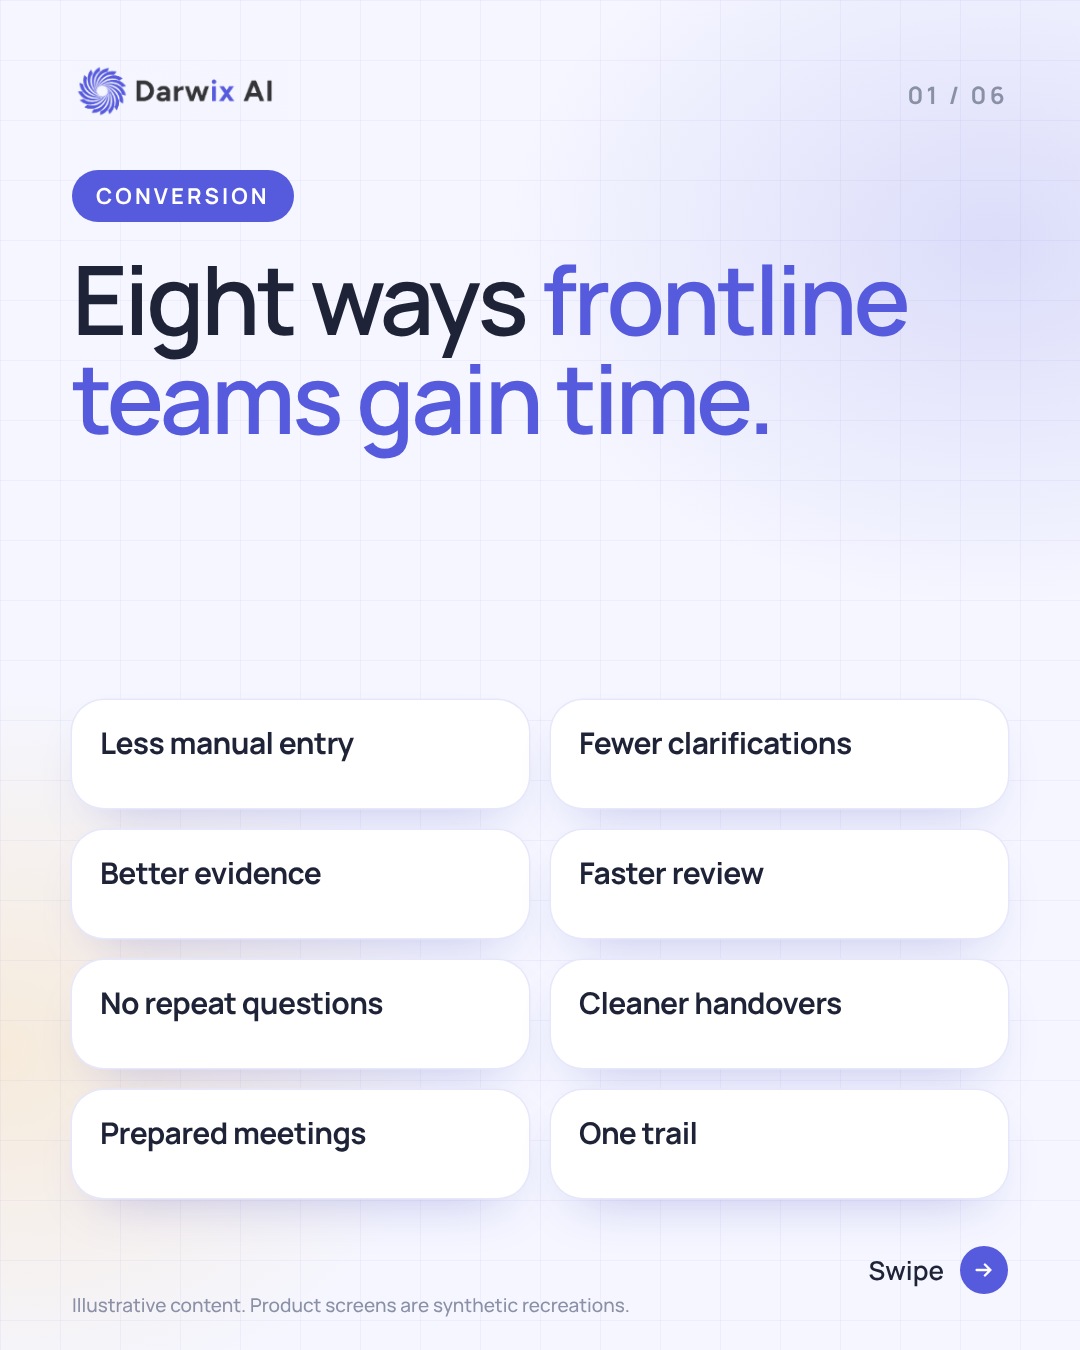 Darwix AI
01 / 06
CONVERSION
Eight ways frontline
teams gain time.
Less manual entry
Fewer clarifications
Better evidence
Faster review
No repeat questions
Cleaner handovers
Prepared meetings
One trail
Swipe
Illustrative content. Product screens are synthetic recreations.